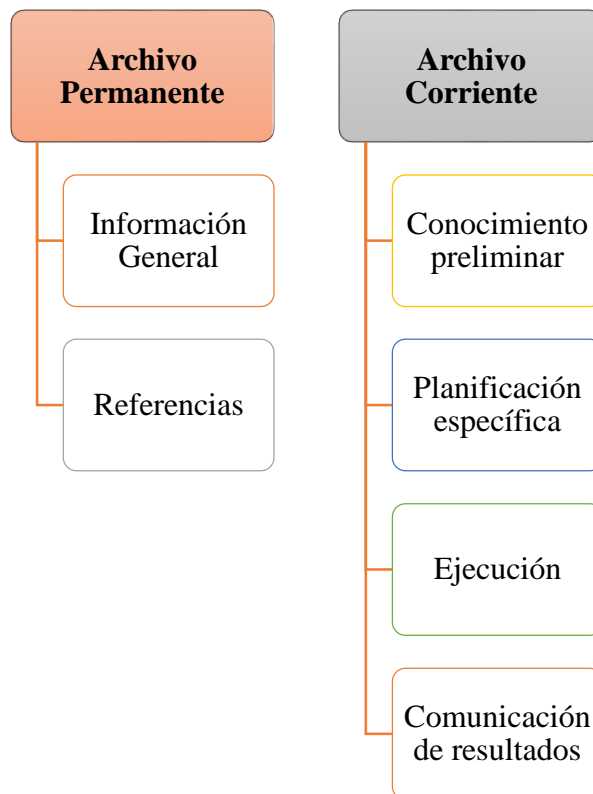 Archivo
Permanente
Información
General
Referencias
Archivo
Corriente
Conocimiento
preliminar
Planificación
específica
Ejecución
Comunicación
de resultados